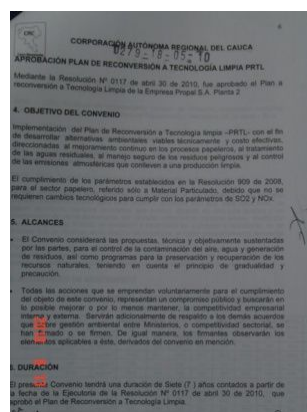 CRC
CORPORACIÓN AUTÓNOMA REGIONAL DEL CAUCA
0279-18-05-10
APROBACIÓN PLAN DE RECONVERSIÓN A TECNOLOGÍA LIMPIA PRTL
Mediante la Resolución Nº 0117 de abril 30 de 2010, fue aprobado el Plan a
reconversión a Tecnología Limpia de la Empresa Propal S.A. Planta 2
4. OBJETIVO DEL CONVENIO
Implementación del Plan de Reconversión a Tecnología limpia –PRTL- con el fin
de desarrollar alternativas ambientales viables técnicamente y costo efectivas,
direccionadas al mejoramiento continuo en los procesos papeleros, al tratamiento
de las aguas residuales, el manejo seguro de los residuos peligrosos y al control
de las emisiones atmosféricas que conlleven a una producción limpia.
El cumplimiento de los parámetros establecidos en la Resolución 909 de 2008,
para el sector papelero, referido sólo a Material Particulado, debido que no se
requieren cambios tecnológicos para cumplir con los parámetros de SO2 y NOx.
5. ALCANCES
• El Convenio considerará las propuestas, técnica y objetivamente sustentadas
por las partes, para el control de la contaminación del aire, agua y generación
de residuos, así como programas para la preservación y recuperación de los
recursos naturales, teniendo en cuenta el principio de gradualidad y
precaución.
• Todas las acciones que se emprendan voluntariamente para el cumplimiento
del objeto de este convenio, representan un compromiso público y buscarán en
lo posible mejorar o por lo menos mantener, la competitividad empresarial
interna y externa. Servirán adicionalmente de respaldo a los demás acuerdos
que sobre gestión ambiental entre Ministerios, o competitividad sectorial, se
han firmado o se firmen. De igual manera, los firmantes observarán los
elementos aplicables a éste, derivados del convenio en mención.
6. DURACIÓN
El presente Convenio tendrá una duración de Siete (7 ) años contados a partir de
la fecha de la Ejecutoria de la Resolución Nº 0117 de abril 30 de 2010, que
aprobó el Plan de Reconversión a Tecnología Limpia.